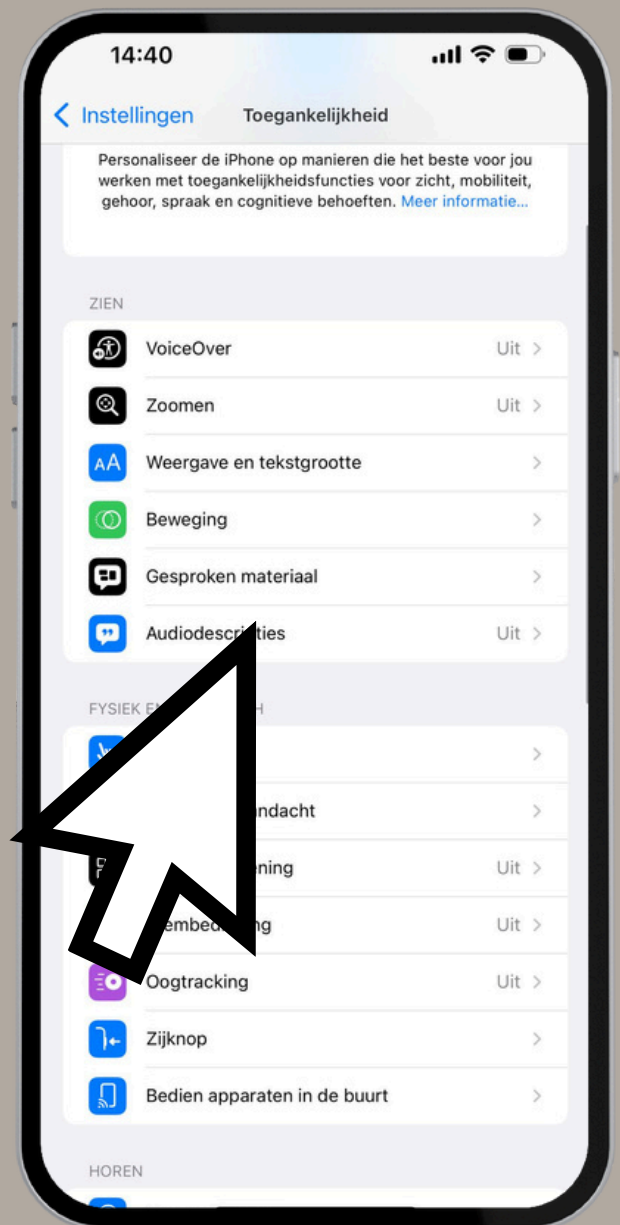 14:40
Instellingen Toegankelijkheid
Personaliseer de iPhone op manieren die het beste voor jou
werken met toegankelijkheidsfuncties voor zicht, mobiliteit,
gehoor, spraak en cognitieve behoeften. Meer informatie...
ZIEN
VoiceOver Uit
Zoomen Uit
AA Weergave en tekstgrootte
Beweging
Gesproken materiaal
Audiodescripties Uit
FYSIEK
Uit
Uit
Oogtracking Uit
Zijknop
Bedien apparaten in de buurt
HOREN